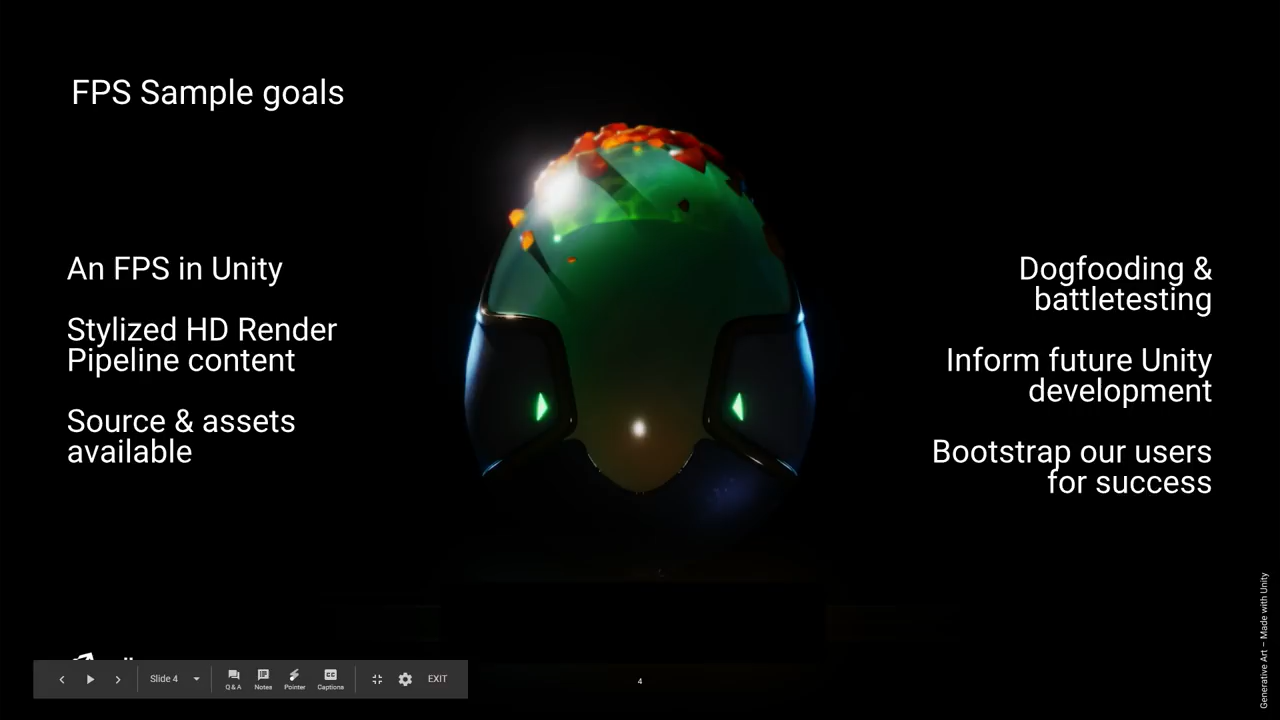 FPS Sample goals
An FPS in Unity
Stylized HD Render
Pipeline content
Source & assets
available
Dogfooding &
battletesting
Inform future Unity
development
Bootstrap our users
for success
Generative Art – Made with Unity
Slide 4
Q & A
Notes
Pointer
Captions
EXIT
4